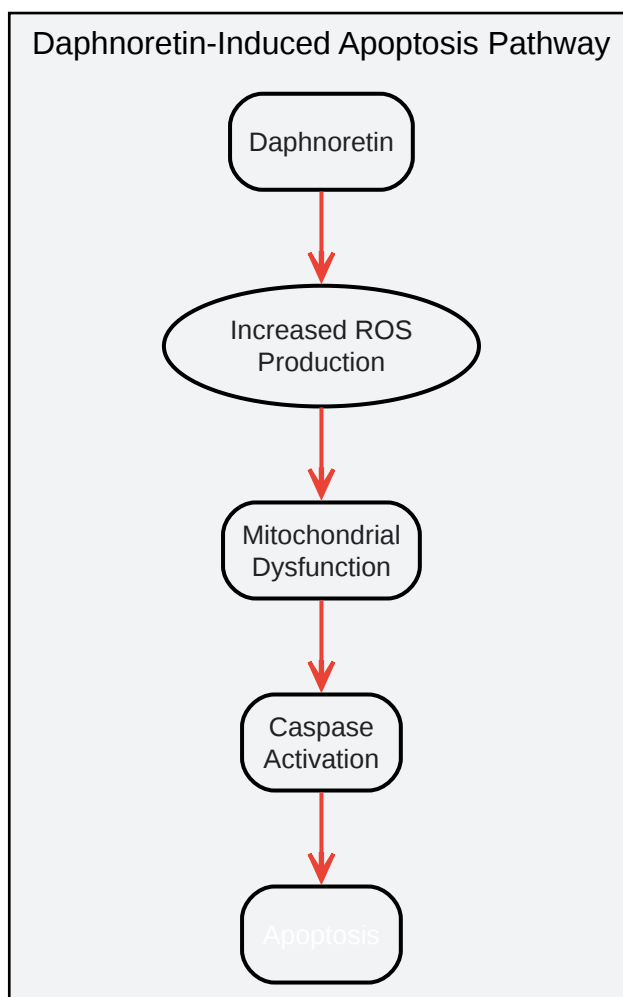 Daphnoretin-Induced Apoptosis Pathway
Daphnoretin
Increased ROS
Production
Mitochondrial
Dysfunction
Caspase
Activation
Apoptosis